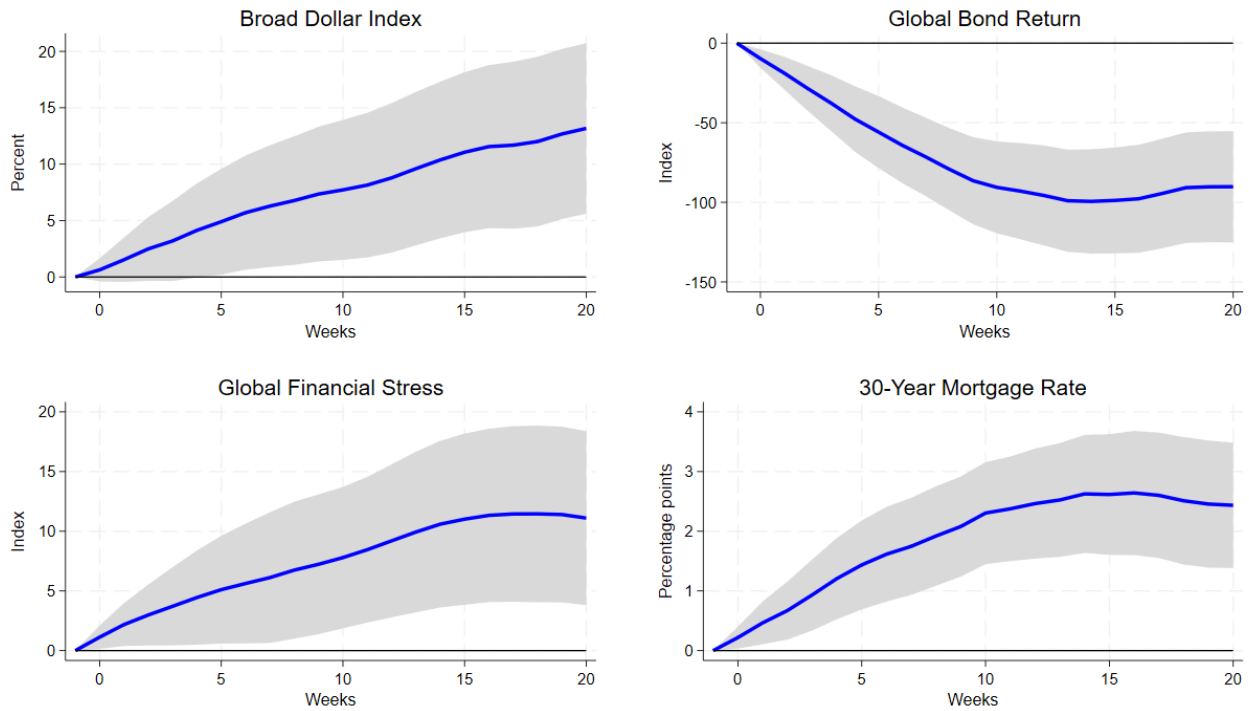 Broad Dollar Index
Percent
20
15
10
5
0
0 5 10 15 20
Weeks
Global Bond Return
Index
0
-50
-100
-150
0 5 10 15 20
Weeks
Global Financial Stress
Index
20
15
10
5
0
0 5 10 15 20
Weeks
30-Year Mortgage Rate
Percentage points
4
3
2
1
0
0 5 10 15 20
Weeks